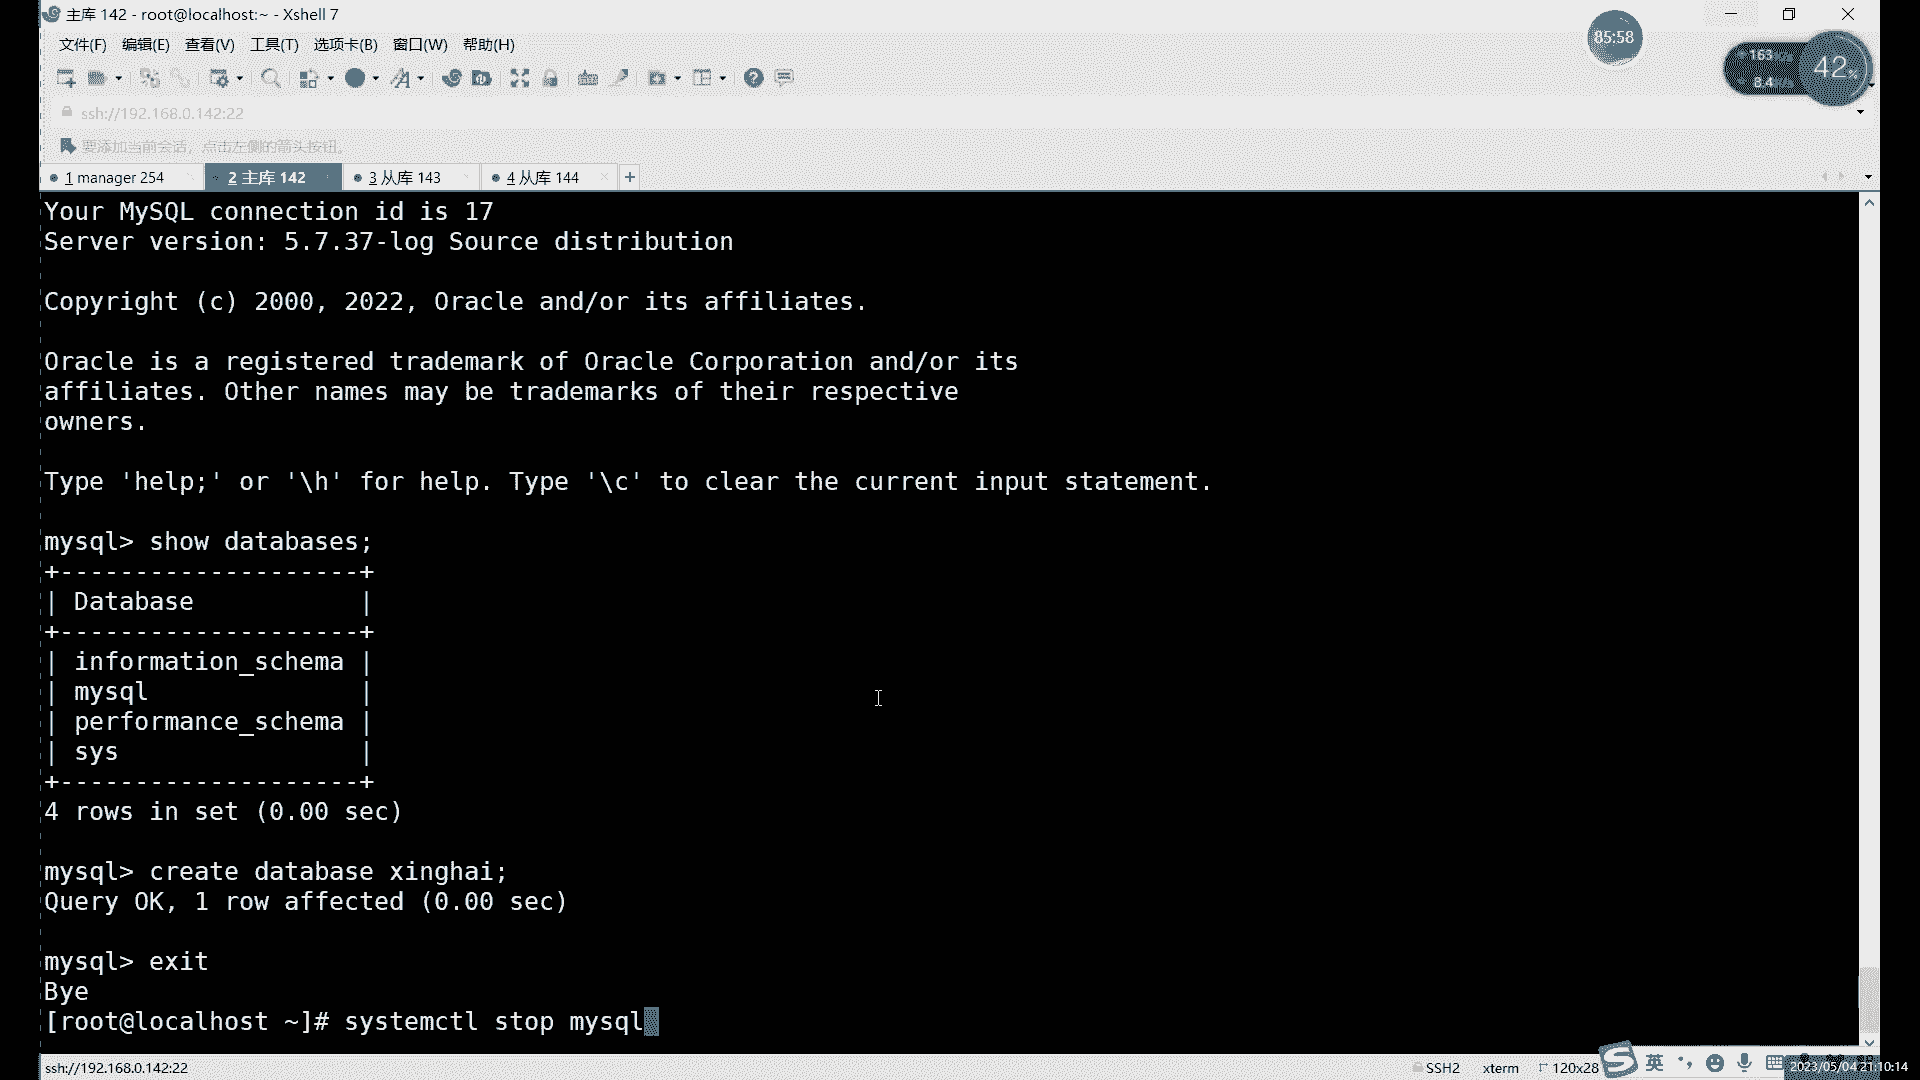 主库 142 - root@localhost:~ - Xshell 7
85:58
文件(F) 编辑(E) 查看(V) 工具(T) 选项卡(B) 窗口(W) 帮助(H)
163
42%
8.4
ssh://192.168.0.142:22
要添加当前会话，点击左侧的箭头按钮。
1 manager 254 2 主库 142 3 从库 143 4 从库 144 +
Your MySQL connection id is 17
Server version: 5.7.37-log Source distribution
Copyright (c) 2000, 2022, Oracle and/or its affiliates.
Oracle is a registered trademark of Oracle Corporation and/or its
affiliates. Other names may be trademarks of their respective
owners.
Type 'help;' or '\h' for help. Type '\c' to clear the current input statement.
mysql> show databases;
+--------------------+
| Database           |
+--------------------+
| information_schema |
| mysql              |
| performance_schema |
| sys                |
+--------------------+
4 rows in set (0.00 sec)
mysql> create database xinghai;
Query OK, 1 row affected (0.00 sec)
mysql> exit
Bye
[root@localhost ~]# systemctl stop mysql
ssh://192.168.0.142:22 SSH2 xterm 120x28 英 2023/05/04 21:10:14